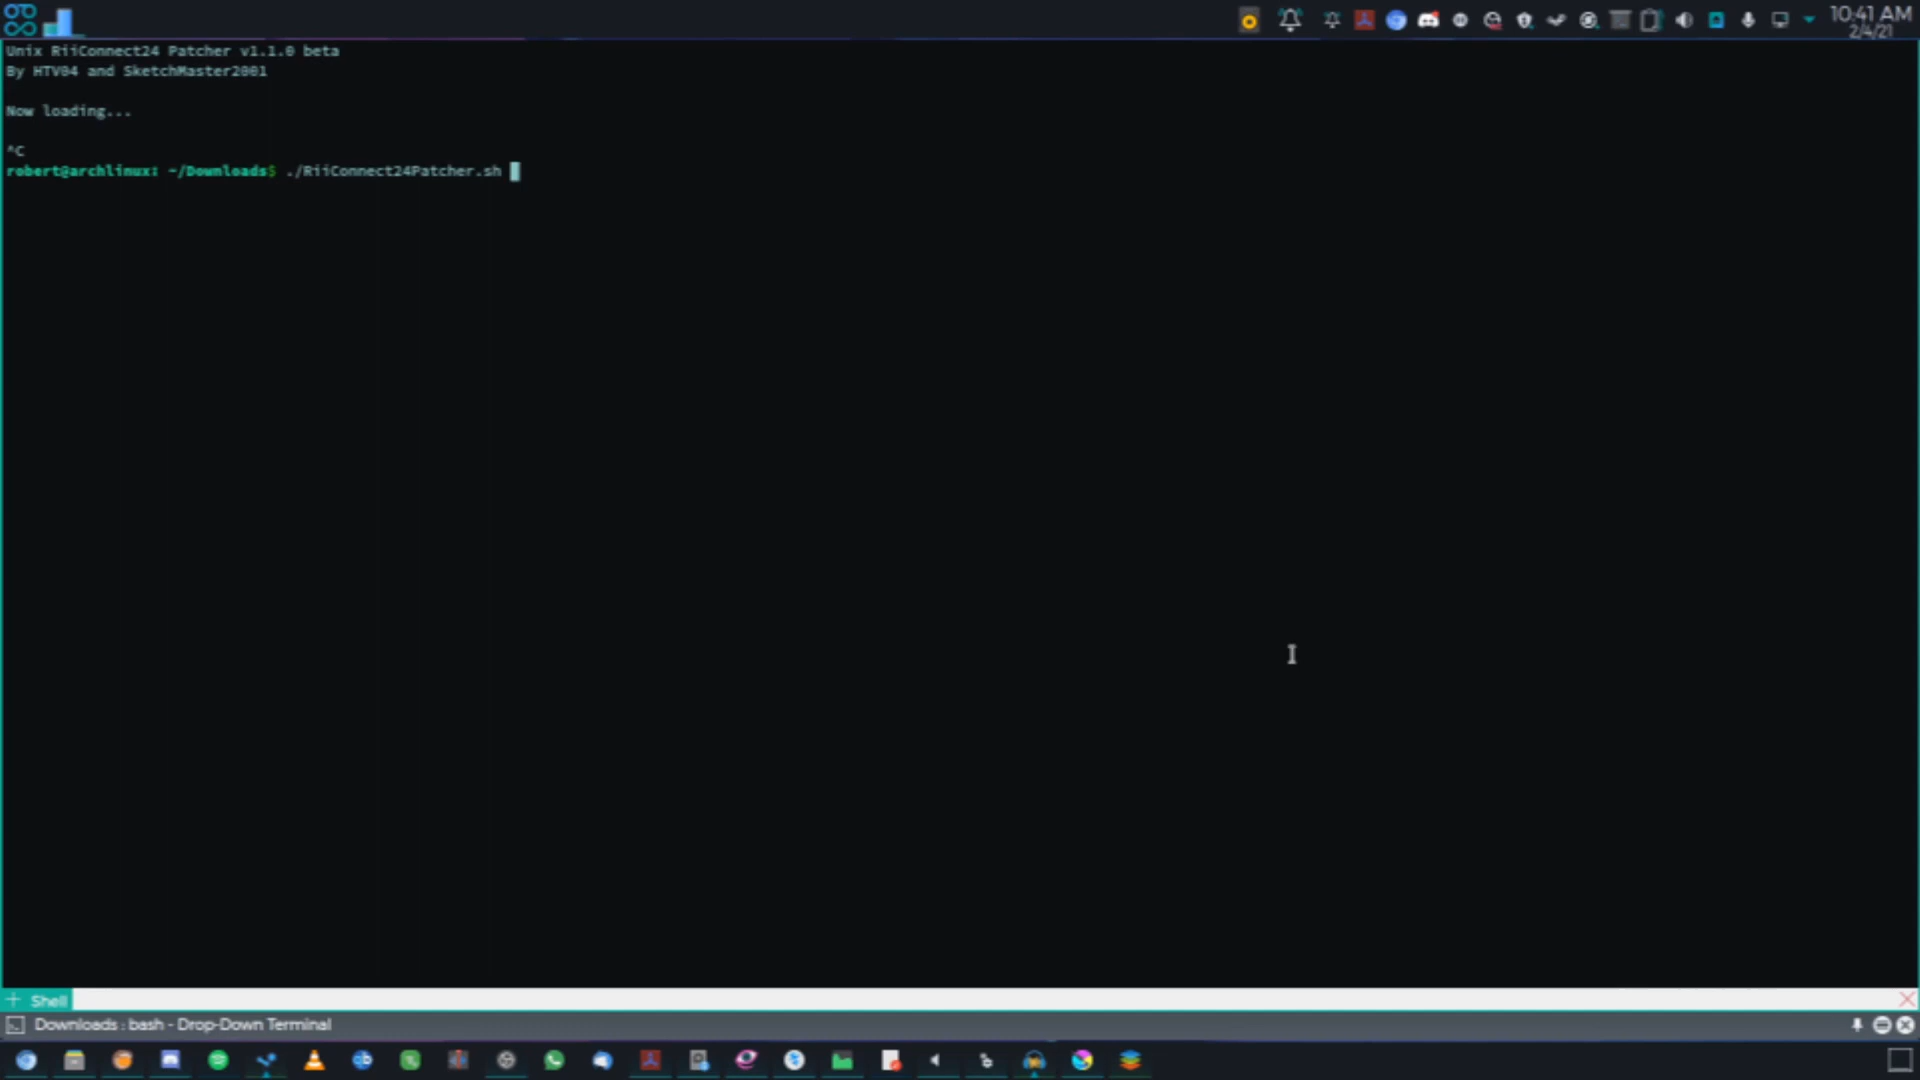 10:41 AM
2/4/21
Unix RiiConnect24 Patcher v1.1.0 beta
By HTV04 and SketchMaster2001
Now loading...
^C
robert@archlinux: ~/Downloads$ ./RiiConnect24Patcher.sh
Shell
Downloads : bash - Drop-Down Terminal